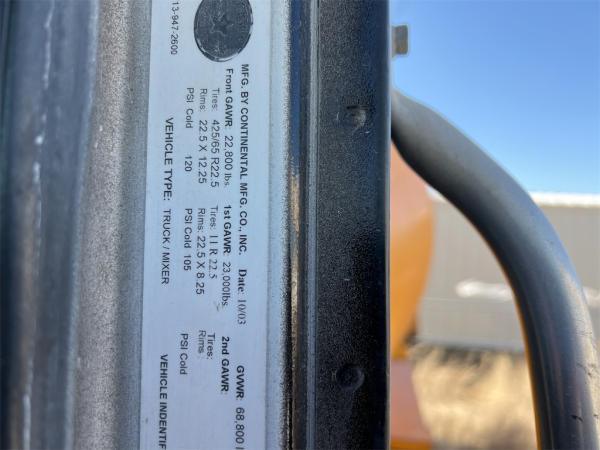 13-947-2600
MFG. BY CONTINENTAL MFG. CO., INC. Date: 10/03 GVWR: 68,800 l
Front GAWR: 22,800 lbs. 1st GAWR: 23,000lbs. 2nd GAWR:
Tires: 425/65 R22.5 Tires: 11 R 22.5 Tires:
Rims: 22.5 X 12.25 Rims: 22.5 X 8.25 Rims:
PSI Cold 120 PSI Cold 105 PSI Cold
VEHICLE TYPE: TRUCK / MIXER VEHICLE INDENTIF